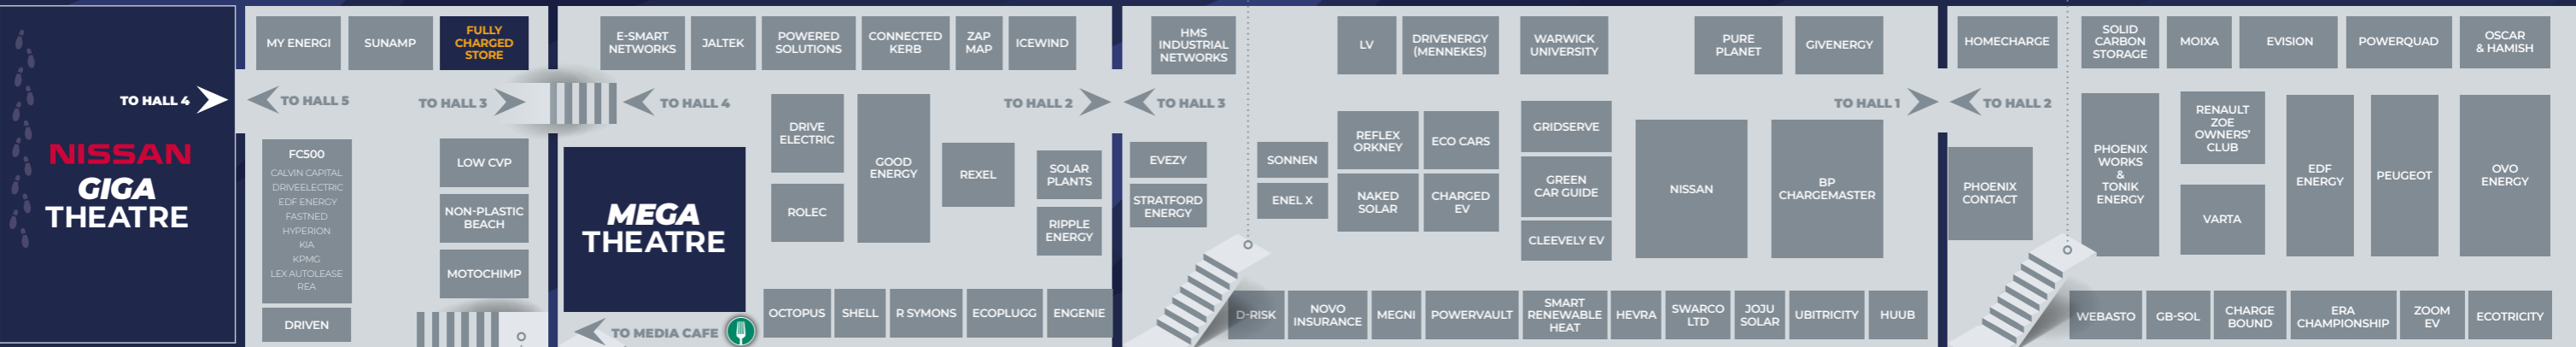 TO HALL 4
NISSAN
GIGA
THEATRE
MY ENERGI
SUNAMP
FULLY
CHARGED
STORE
TO HALL 5
TO HALL 3
FC500
CALVIN CAPITAL
DRIVEELECTRIC
EDF ENERGY
FASTNED
HYPERION
KIA
KPMG
LEX AUTOLEASE
REA
DRIVEN
LOW CVP
NON-PLASTIC
BEACH
MOTOCHIMP
E-SMART
NETWORKS
JALTEK
POWERED
SOLUTIONS
CONNECTED
KERB
ZAP
MAP
ICEWIND
TO HALL 4
TO HALL 2
MEGA
THEATRE
DRIVE
ELECTRIC
ROLEC
GOOD
ENERGY
REXEL
SOLAR
PLANTS
RIPPLE
ENERGY
TO MEDIA CAFE
OCTOPUS
SHELL
R SYMONS
ECOPLUGG
ENGENIE
HMS
INDUSTRIAL
NETWORKS
LV
DRIVENERGY
(MENNEKES)
WARWICK
UNIVERSITY
PURE
PLANET
GIVENERGY
TO HALL 3
TO HALL 1
EVEZY
STRATFORD
ENERGY
SONNEN
ENEL X
REFLEX
ORKNEY
ECO CARS
NAKED
SOLAR
CHARGED
EV
GRIDSERVE
GREEN
CAR GUIDE
CLEEVELY EV
NISSAN
BP
CHARGEMASTER
D-RISK
NOVO
INSURANCE
MEGNI
POWERVAULT
SMART
RENEWABLE
HEAT
HEVRA
SWARCO
LTD
JOJU
SOLAR
UBITRICITY
HUUB
HOMECHARGE
SOLID
CARBON
STORAGE
MOIXA
EVISION
POWERQUAD
OSCAR
& HAMISH
TO HALL 2
PHOENIX
CONTACT
PHOENIX
WORKS
&
TONIK
ENERGY
RENAULT
ZOE
OWNERS'
CLUB
VARTA
EDF
ENERGY
PEUGEOT
OVO
ENERGY
WEBASTO
GB-SOL
CHARGE
BOUND
ERA
CHAMPIONSHIP
ZOOM
EV
ECOTRICITY